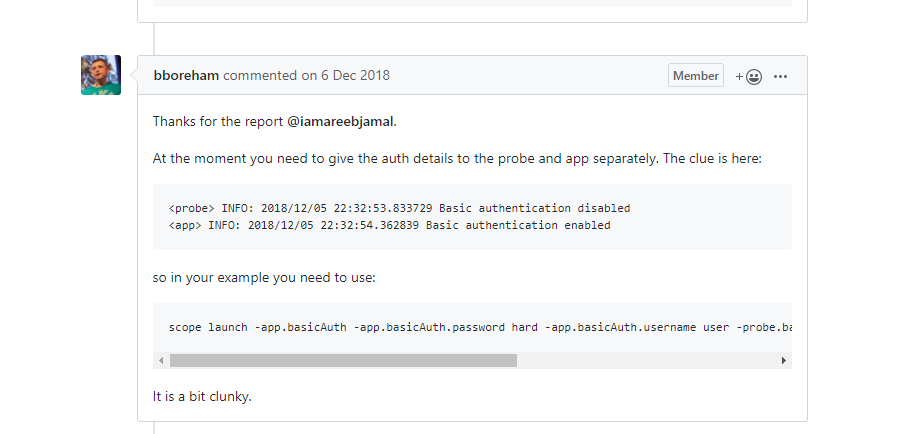 bboreham commented on 6 Dec 2018
Member
Thanks for the report @iamareebjamal.
At the moment you need to give the auth details to the probe and app separately. The clue is here:
<probe> INFO: 2018/12/05 22:32:53.833729 Basic authentication disabled
<app> INFO: 2018/12/05 22:32:54.362839 Basic authentication enabled
so in your example you need to use:
scope launch -app.basicAuth -app.basicAuth.password hard -app.basicAuth.username user -probe.ba
It is a bit clunky.